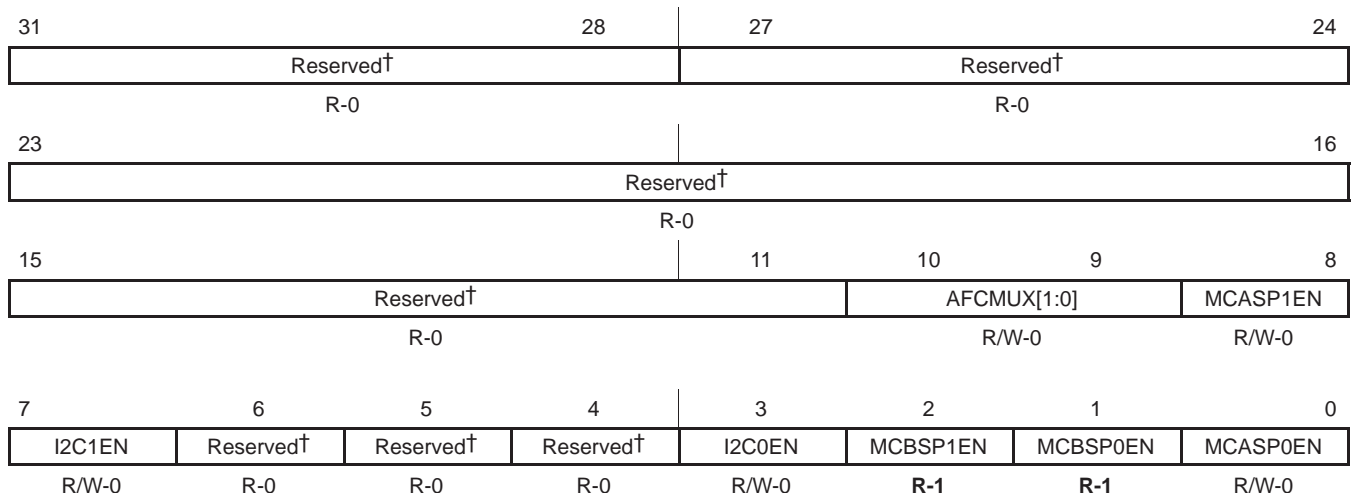 31 28 27 24
Reserved† Reserved†
R-0 R-0
23 16
Reserved†
R-0
15 11 10 9 8
Reserved† AFCMUX[1:0] MCASP1EN
R-0 R/W-0 R/W-0
7 6 5 4 3 2 1 0
I2C1EN Reserved† Reserved† Reserved† I2C0EN MCBSP1EN MCBSP0EN MCASP0EN
R/W-0 R-0 R-0 R-0 R/W-0 R-1 R-1 R/W-0